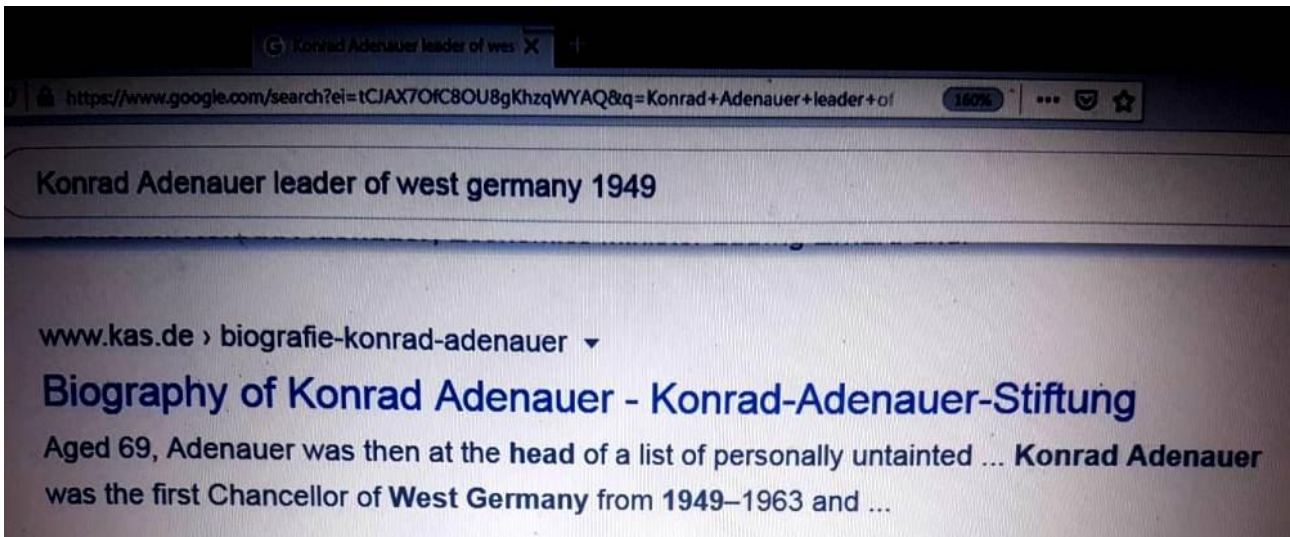 G Konrad Adenauer leader of wes X +
https://www.google.com/search?ei=tCJAX7OfC8OU8gKhzqWYAQ&q=Konrad+Adenauer+leader+of 160% ...
Konrad Adenauer leader of west germany 1949
www.kas.de › biografie-konrad-adenauer
Biography of Konrad Adenauer - Konrad-Adenauer-Stiftung
Aged 69, Adenauer was then at the head of a list of personally untainted ... Konrad Adenauer
was the first Chancellor of West Germany from 1949–1963 and ...